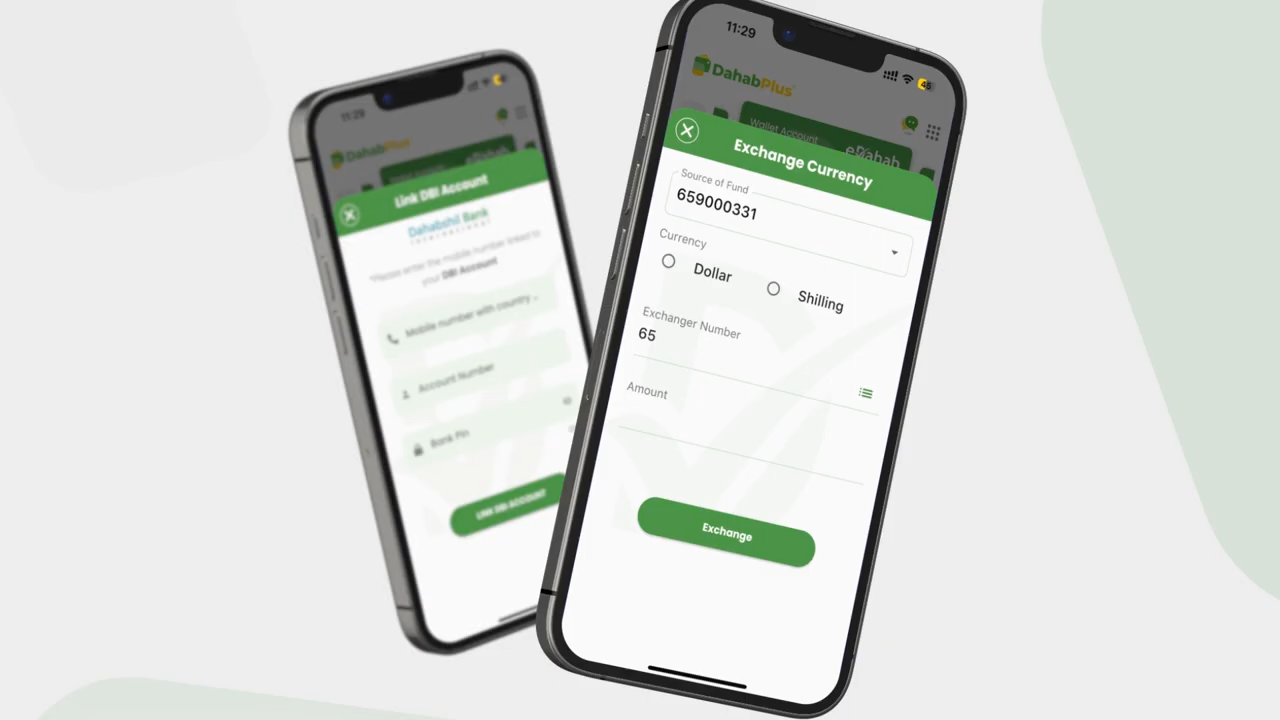 11:29
DahabPlus
Link DBI Account
Dahabshil Bank
International
*Please enter the mobile number linked to
your DBI Account
Mobile number with country ..
Account Number
Bank Pin
LINK DBI ACCOUNT
11:29
45
DahabPlus
Wallet Account
eDahab
Exchange Currency
Source of Fund
659000331
Currency
Dollar
Shilling
Exchanger Number
65
Amount
Exchange